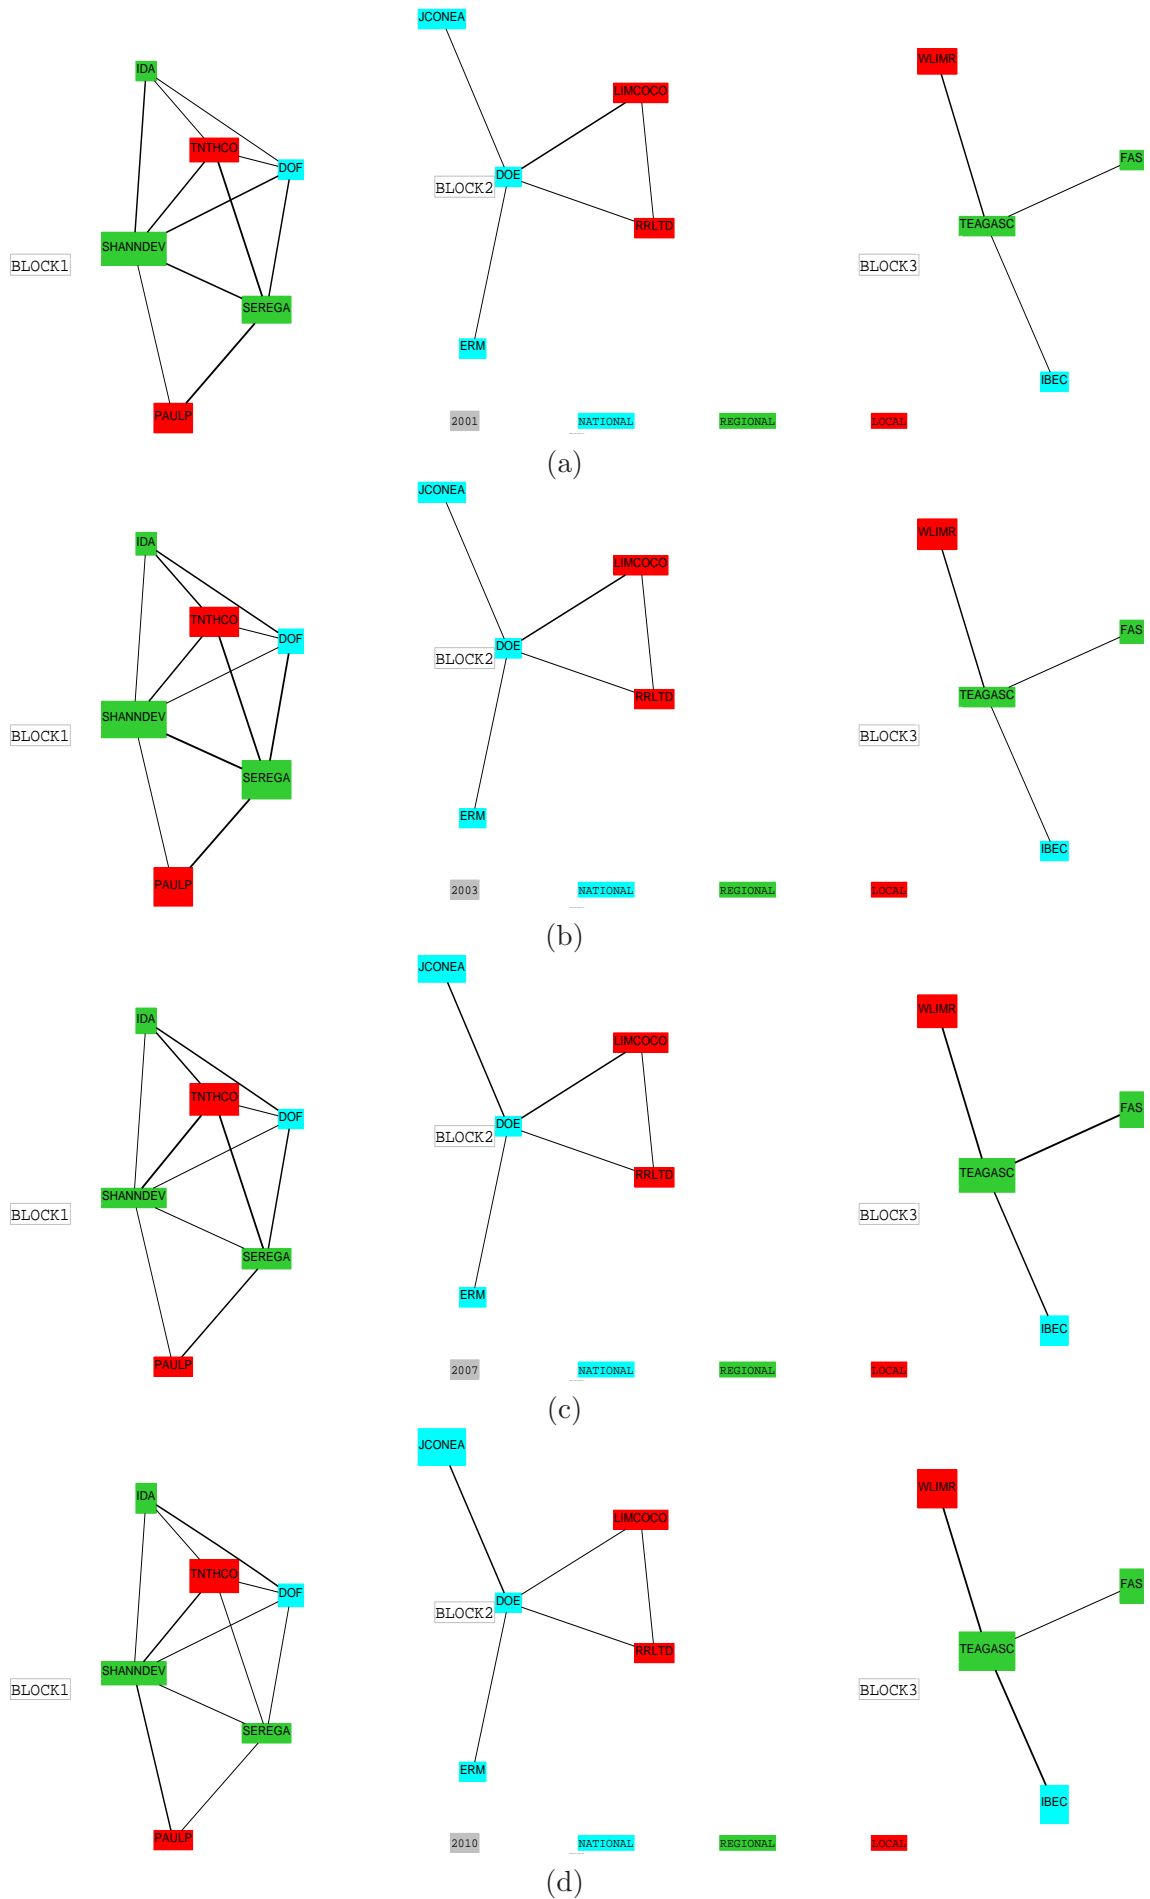 JCONEA
IDA
WLIMR
LIMCOCO
TNTHCO
DOF
FAS
DOE
BLOCK2
SHANNDEV
TEAGASC
RRLTD
BLOCK1
BLOCK3
SEREGA
ERM
IBEC
PAULP
2001
NATIONAL
REGIONAL
LOCAL
(a)
JCONEA
IDA
WLIMR
LIMCOCO
TNTHCO
DOF
FAS
DOE
BLOCK2
SHANNDEV
TEAGASC
RRLTD
BLOCK1
BLOCK3
SEREGA
ERM
IBEC
PAULP
2003
NATIONAL
REGIONAL
LOCAL
(b)
JCONEA
IDA
WLIMR
LIMCOCO
TNTHCO
DOF
FAS
DOE
BLOCK2
SHANNDEV
TEAGASC
RRLTD
BLOCK1
BLOCK3
SEREGA
ERM
IBEC
PAULP
2007
NATIONAL
REGIONAL
LOCAL
(c)
JCONEA
IDA
WLIMR
LIMCOCO
TNTHCO
DOF
FAS
DOE
BLOCK2
SHANNDEV
TEAGASC
RRLTD
BLOCK1
BLOCK3
SEREGA
ERM
IBEC
PAULP
2010
NATIONAL
REGIONAL
LOCAL
(d)